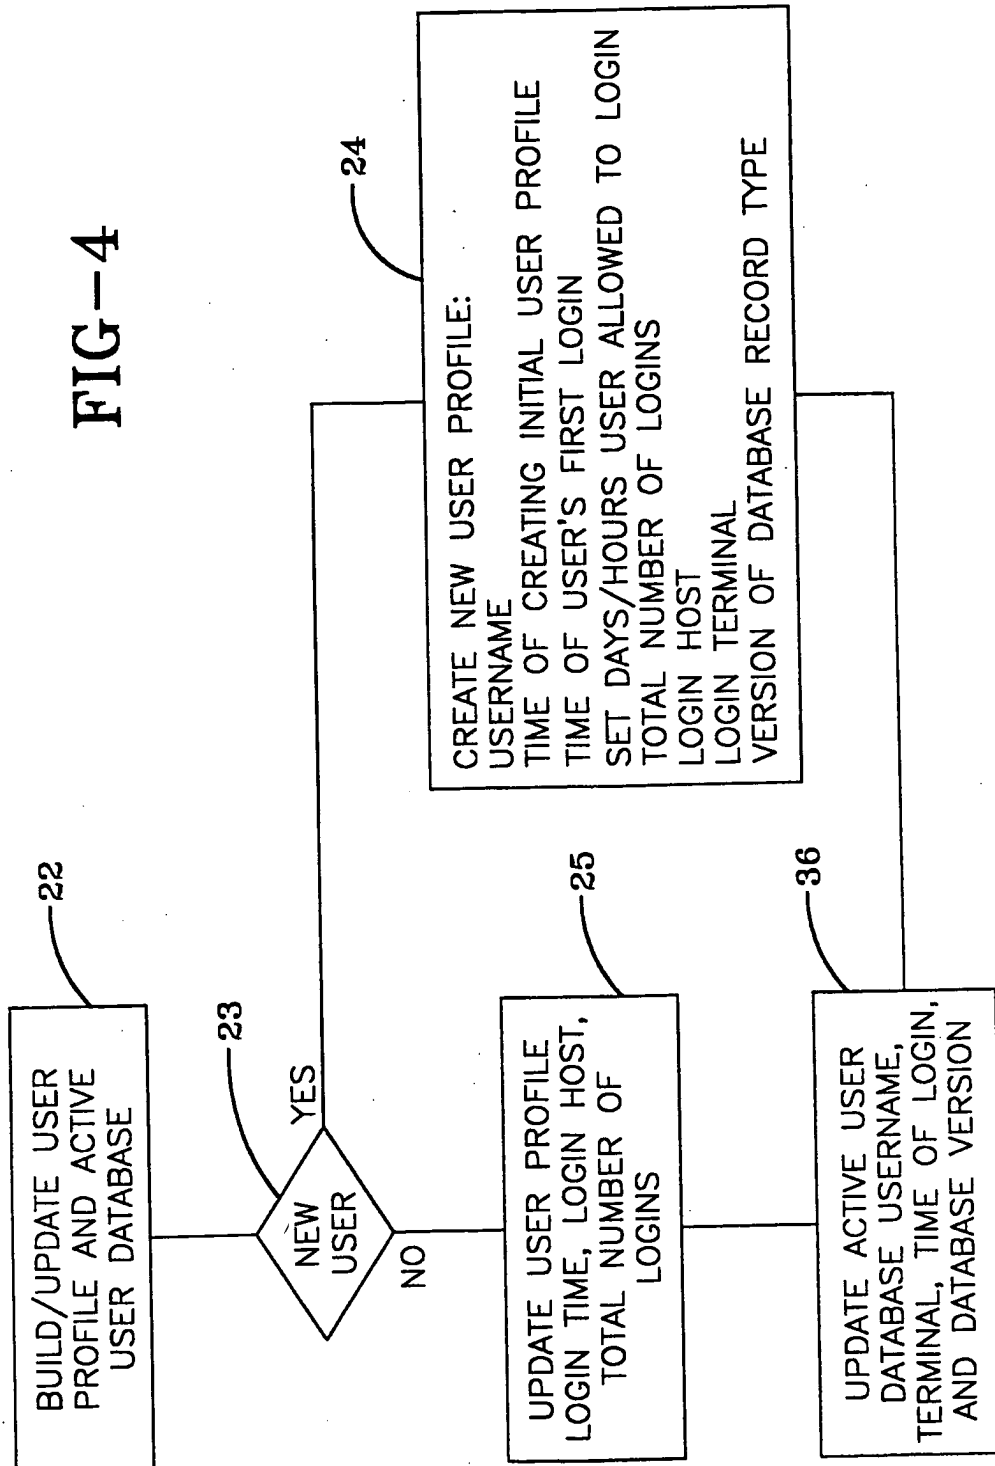 FIG-4
22
BUILD/UPDATE USER
PROFILE AND ACTIVE
USER DATABASE
23
NEW
USER
YES
NO
24
CREATE NEW USER PROFILE:
USERNAME
TIME OF CREATING INITIAL USER PROFILE
TIME OF USER'S FIRST LOGIN
SET DAYS/HOURS USER ALLOWED TO LOGIN
TOTAL NUMBER OF LOGINS
LOGIN HOST
LOGIN TERMINAL
VERSION OF DATABASE RECORD TYPE
25
UPDATE USER PROFILE
LOGIN TIME, LOGIN HOST,
TOTAL NUMBER OF
LOGINS
36
UPDATE ACTIVE USER
DATABASE USERNAME,
TERMINAL, TIME OF LOGIN,
AND DATABASE VERSION